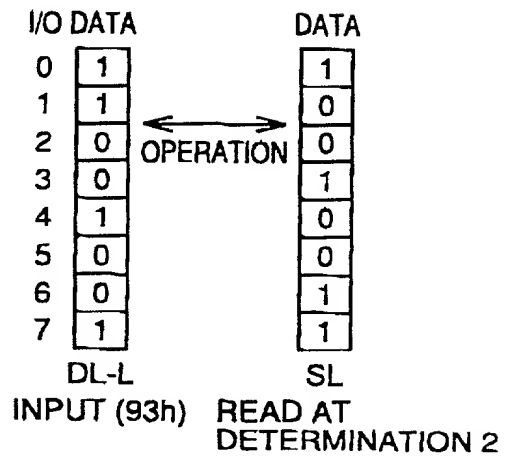 I/O DATA DATA
0 1 1
1 1 0
OPERATION
2 0 0
3 0 1
4 1 0
5 0 0
6 0 1
7 1 1
DL-L SL
INPUT (93h) READ AT
DETERMINATION 2